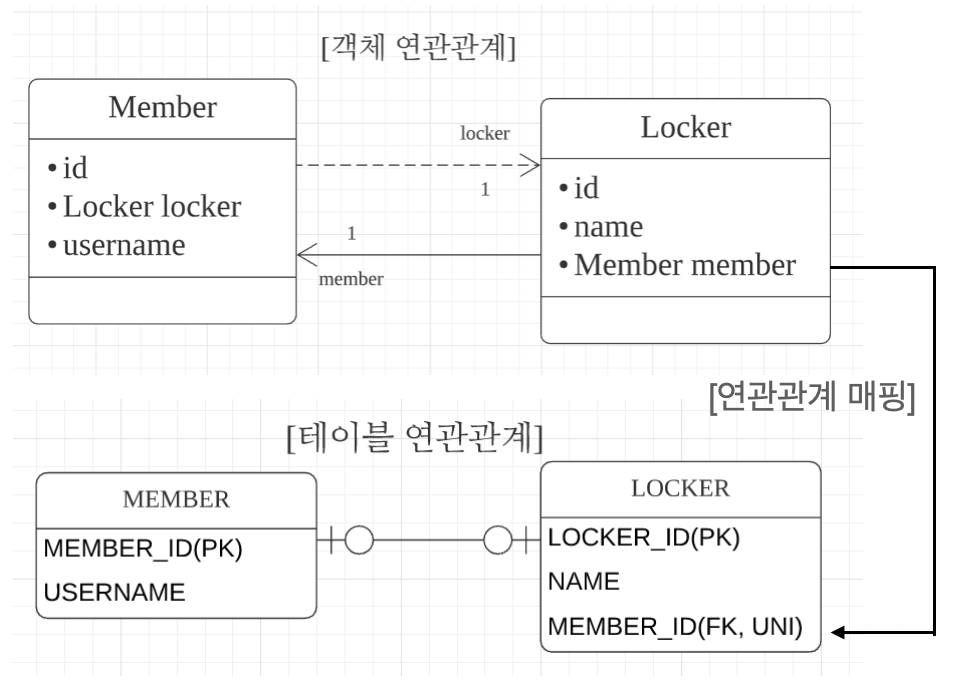 [객체 연관관계]
Member
• id
• Locker locker
• username
locker
1
1
member
Locker
• id
• name
• Member member
[연관관계 매핑]
[테이블 연관관계]
MEMBER
MEMBER_ID(PK)
USERNAME
LOCKER
LOCKER_ID(PK)
NAME
MEMBER_ID(FK, UNI)